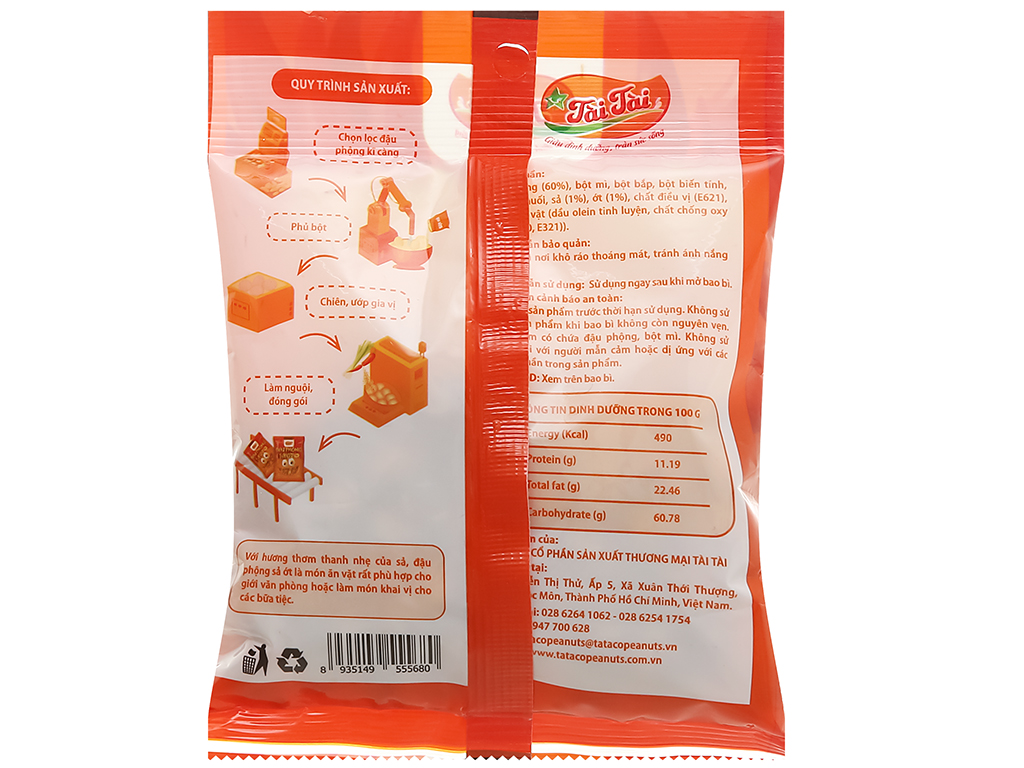 QUY TRÌNH SẢN XUẤT:
Chọn lọc đậu
phộng kĩ càng
Phủ bột
Chiên, ướp gia vị
Làm nguội,
đóng gói
Với hương thơm thanh nhẹ của sả, đậu
phộng sả ớt là món ăn vặt rất phù hợp cho
giới văn phòng hoặc làm món khai vị cho
các bữa tiệc.
8 935149 555680
Tài Tài
Giàu dinh dưỡng, tràn sức sống
(60%), bột mì, bột bắp, bột biến tính,
sả (1%), ớt (1%), chất điều vị (E621),
vật (dầu olein tinh luyện, chất chống oxy
E321)).
bảo quản:
nơi khô ráo thoáng mát, tránh ánh nắng
sử dụng: Sử dụng ngay sau khi mở bao bì.
cảnh báo an toàn:
sản phẩm trước thời hạn sử dụng. Không sử
phẩm khi bao bì không còn nguyên vẹn.
có chứa đậu phộng, bột mì. Không sử
với người mẫn cảm hoặc dị ứng với các
trong sản phẩm.
Xem trên bao bì.
TIN DINH DƯỠNG TRONG 100 G
Energy (Kcal) 490
Protein (g) 11.19
Total fat (g) 22.46
Carbohydrate (g) 60.78
của:
CỔ PHẦN SẢN XUẤT THƯƠNG MẠI TÀI TÀI
tại:
Thị Thử, Ấp 5, Xã Xuân Thới Thượng,
Môn, Thành Phố Hồ Chí Minh, Việt Nam.
028 6264 1062 - 028 6254 1754
947 700 628
tacopeanuts@tatacopeanuts.vn
www.tatacopeanuts.com.vn